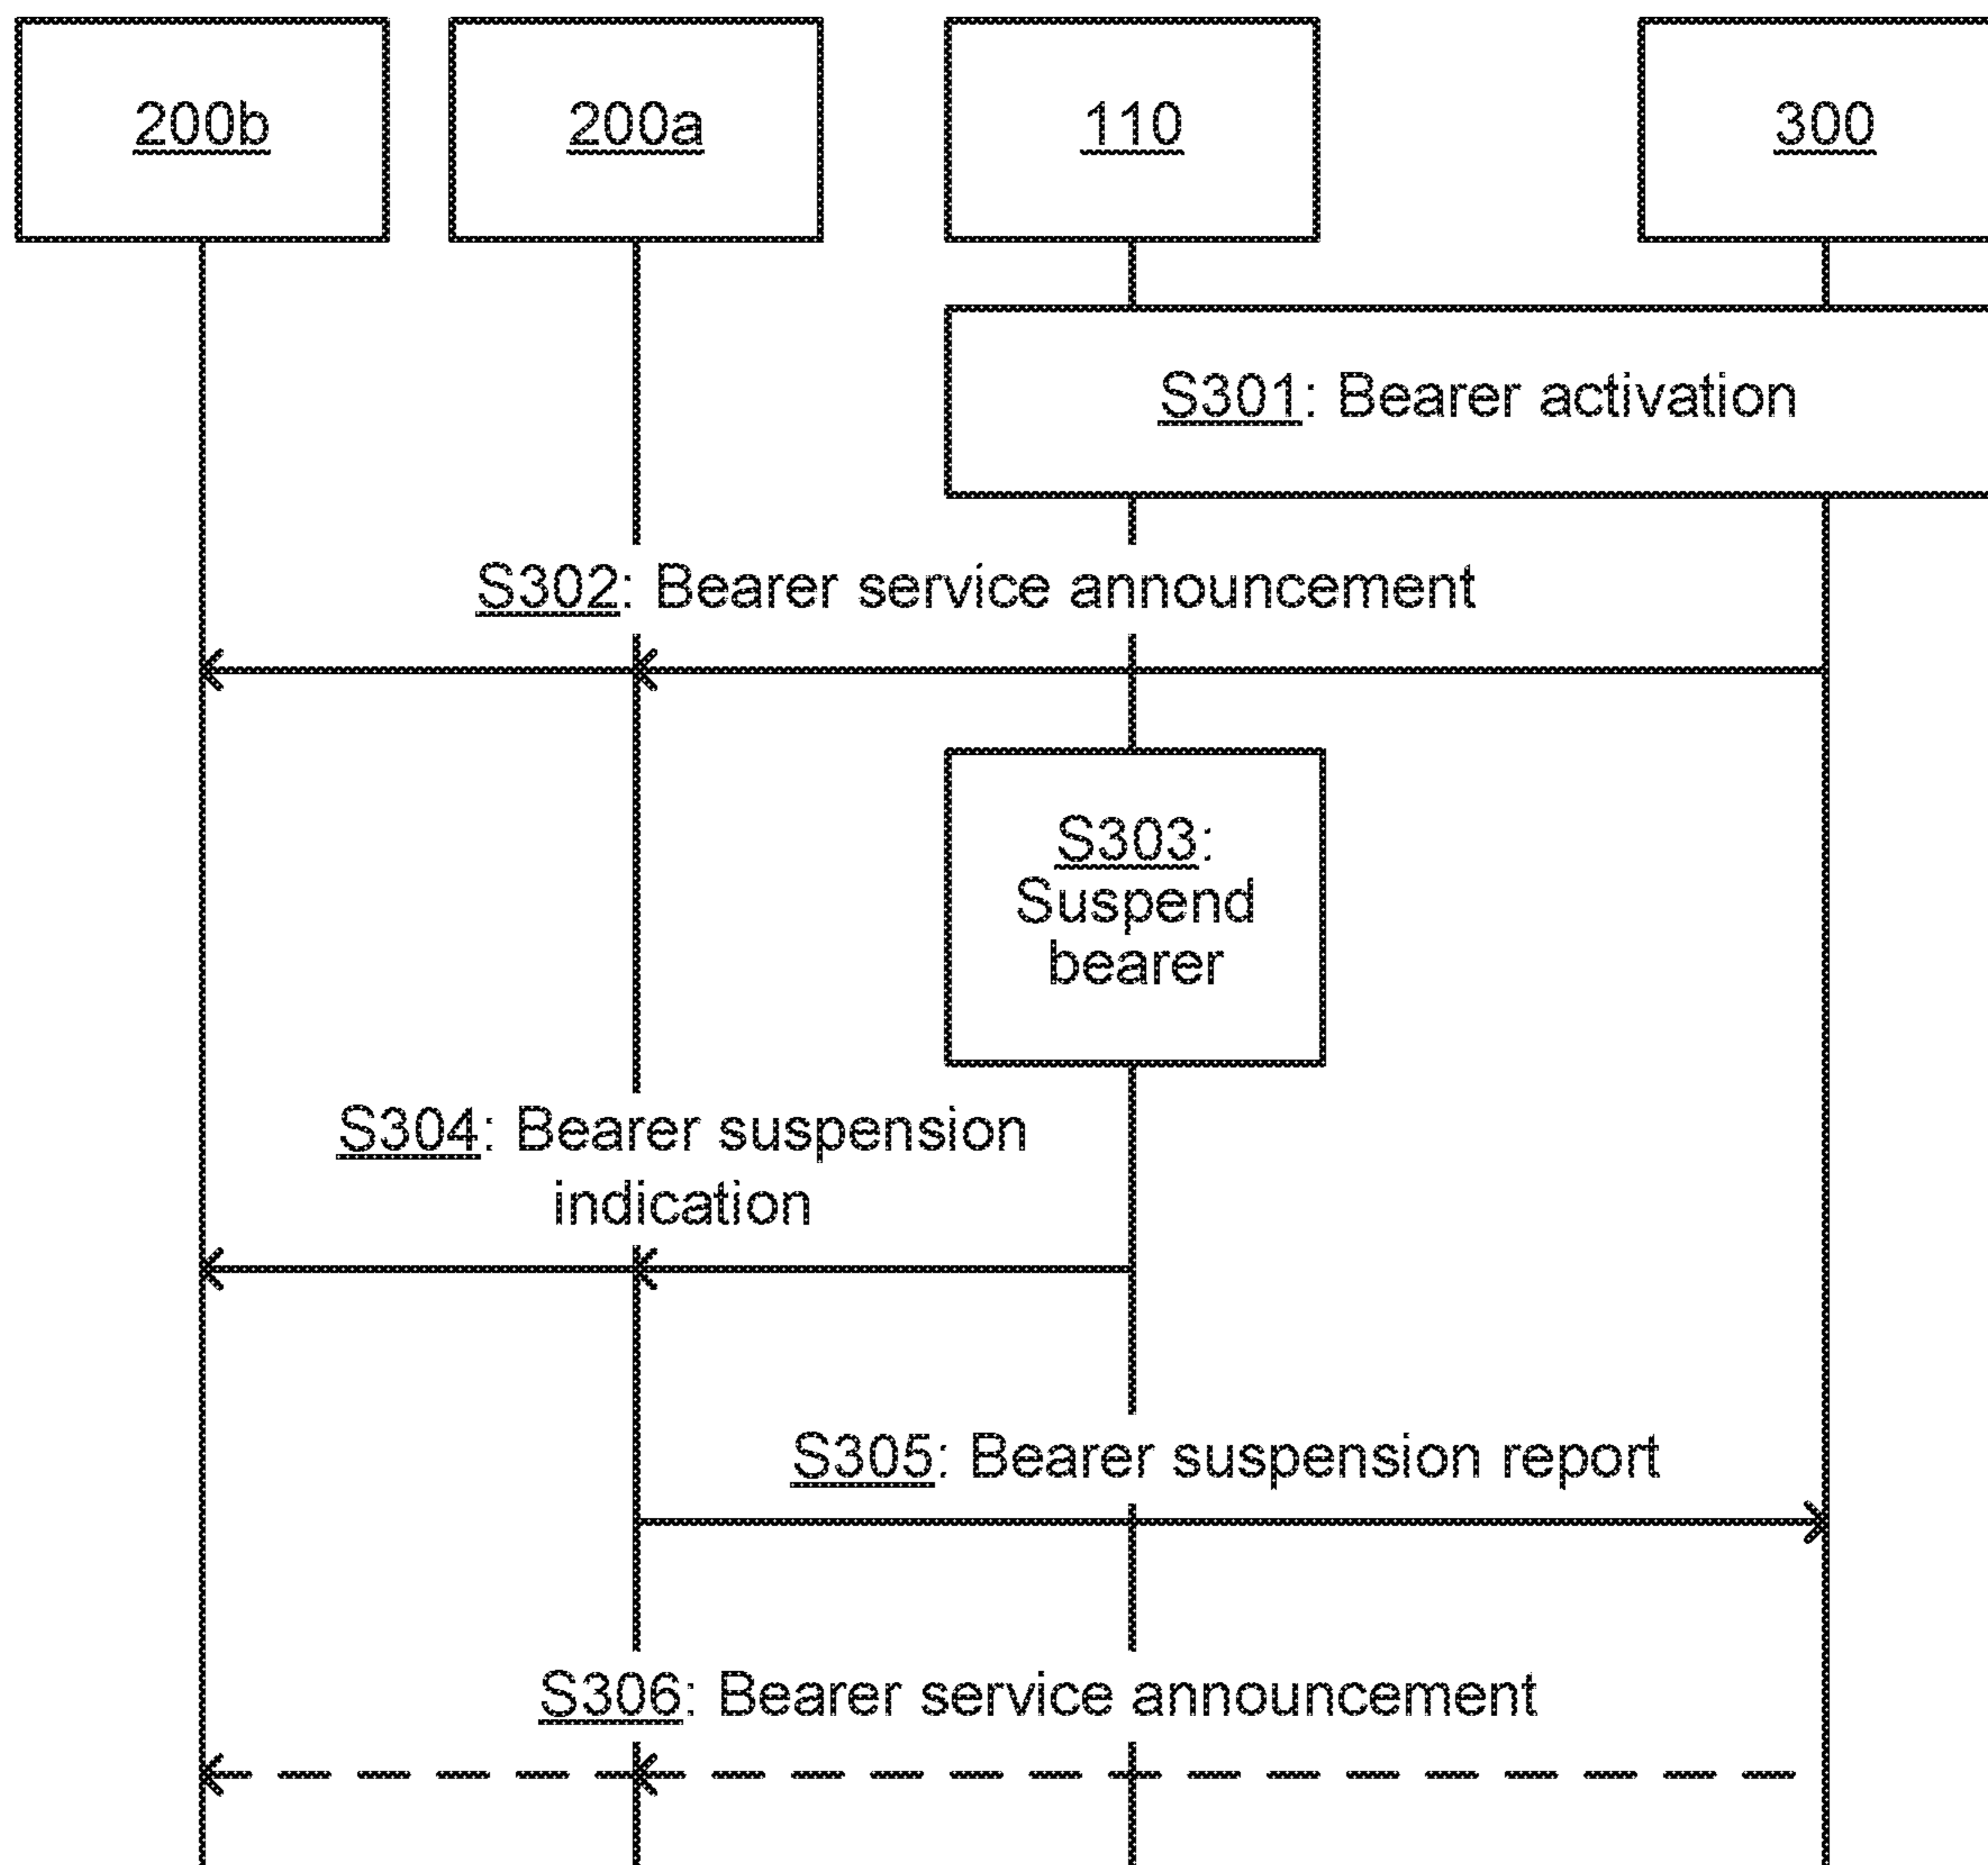 200b
200a
110
300
S301: Bearer activation
S302: Bearer service announcement
S303:
Suspend
bearer
S304: Bearer suspension
indication
S305: Bearer suspension report
S306: Bearer service announcement